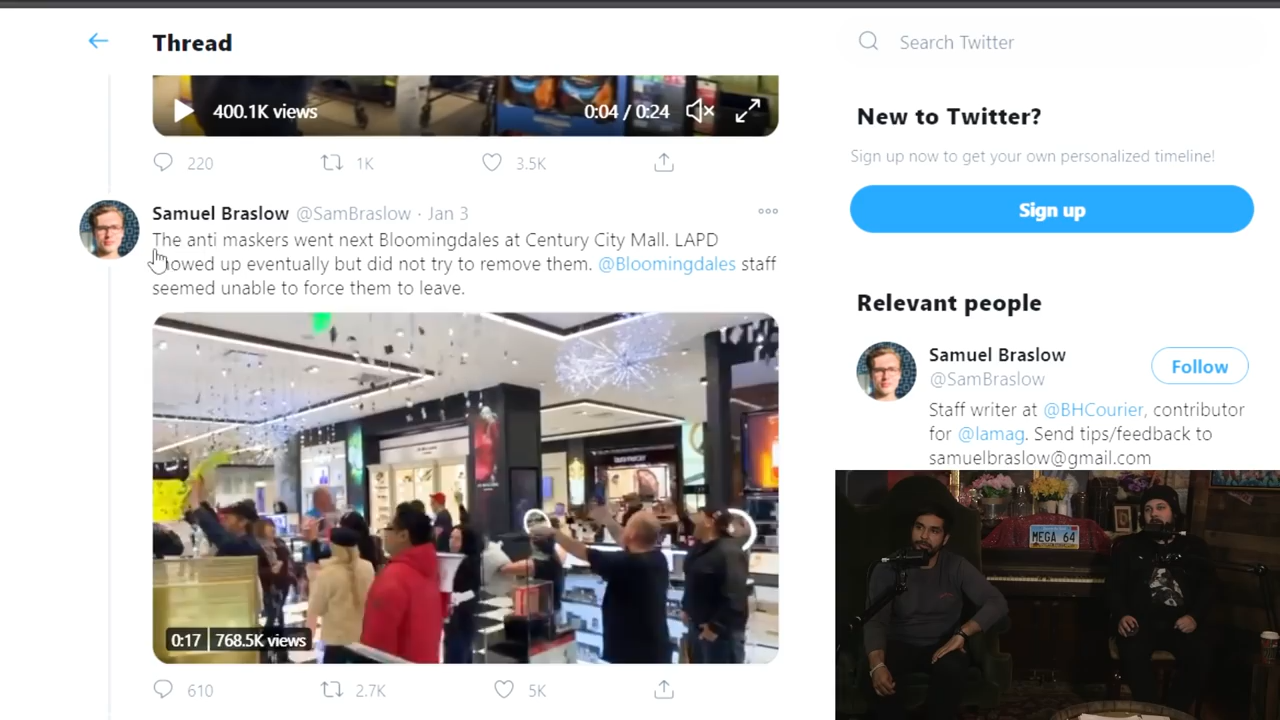 Thread
Search Twitter
400.1K views
0:04 / 0:24
220
1K
3.5K
New to Twitter?
Sign up now to get your own personalized timeline!
Sign up
Samuel Braslow @SamBraslow · Jan 3
The anti maskers went next Bloomingdales at Century City Mall. LAPD
howed up eventually but did not try to remove them. @Bloomingdales staff
seemed unable to force them to leave.
Relevant people
Samuel Braslow
@SamBraslow
Follow
Staff writer at @BHCourier, contributor
for @lamag. Send tips/feedback to
samuelbraslow@gmail.com
laura mercier
0:17 768.5K views
610
2.7K
5K
MEGA 64